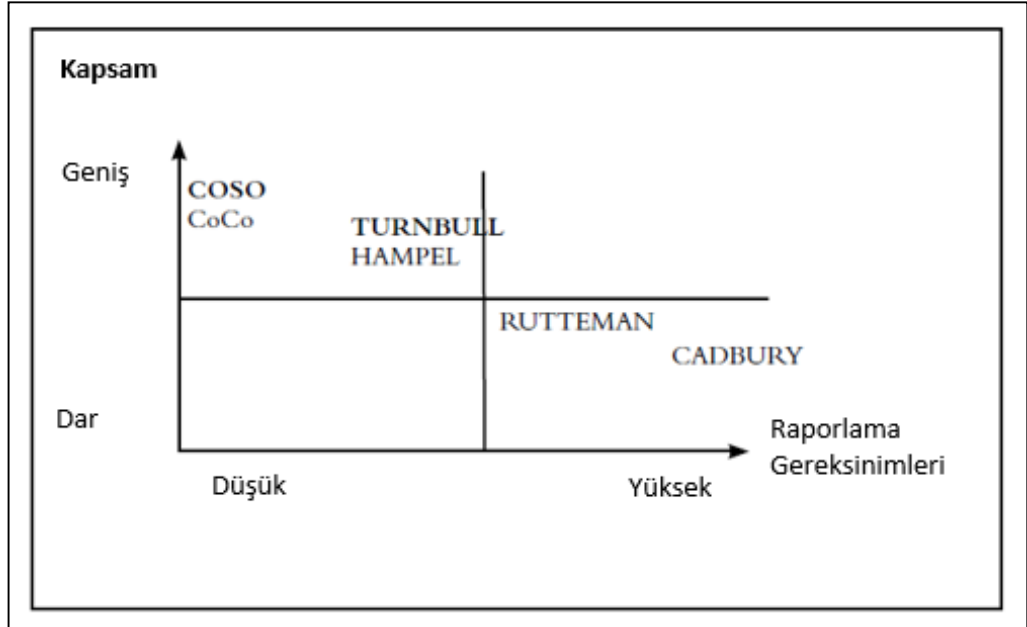 Kapsam
Geniş
COSO
CoCo
TURNBULL
HAMPEL
RUTTEMAN
CADBURY
Dar
Raporlama
Gereksinimleri
Düşük
Yüksek